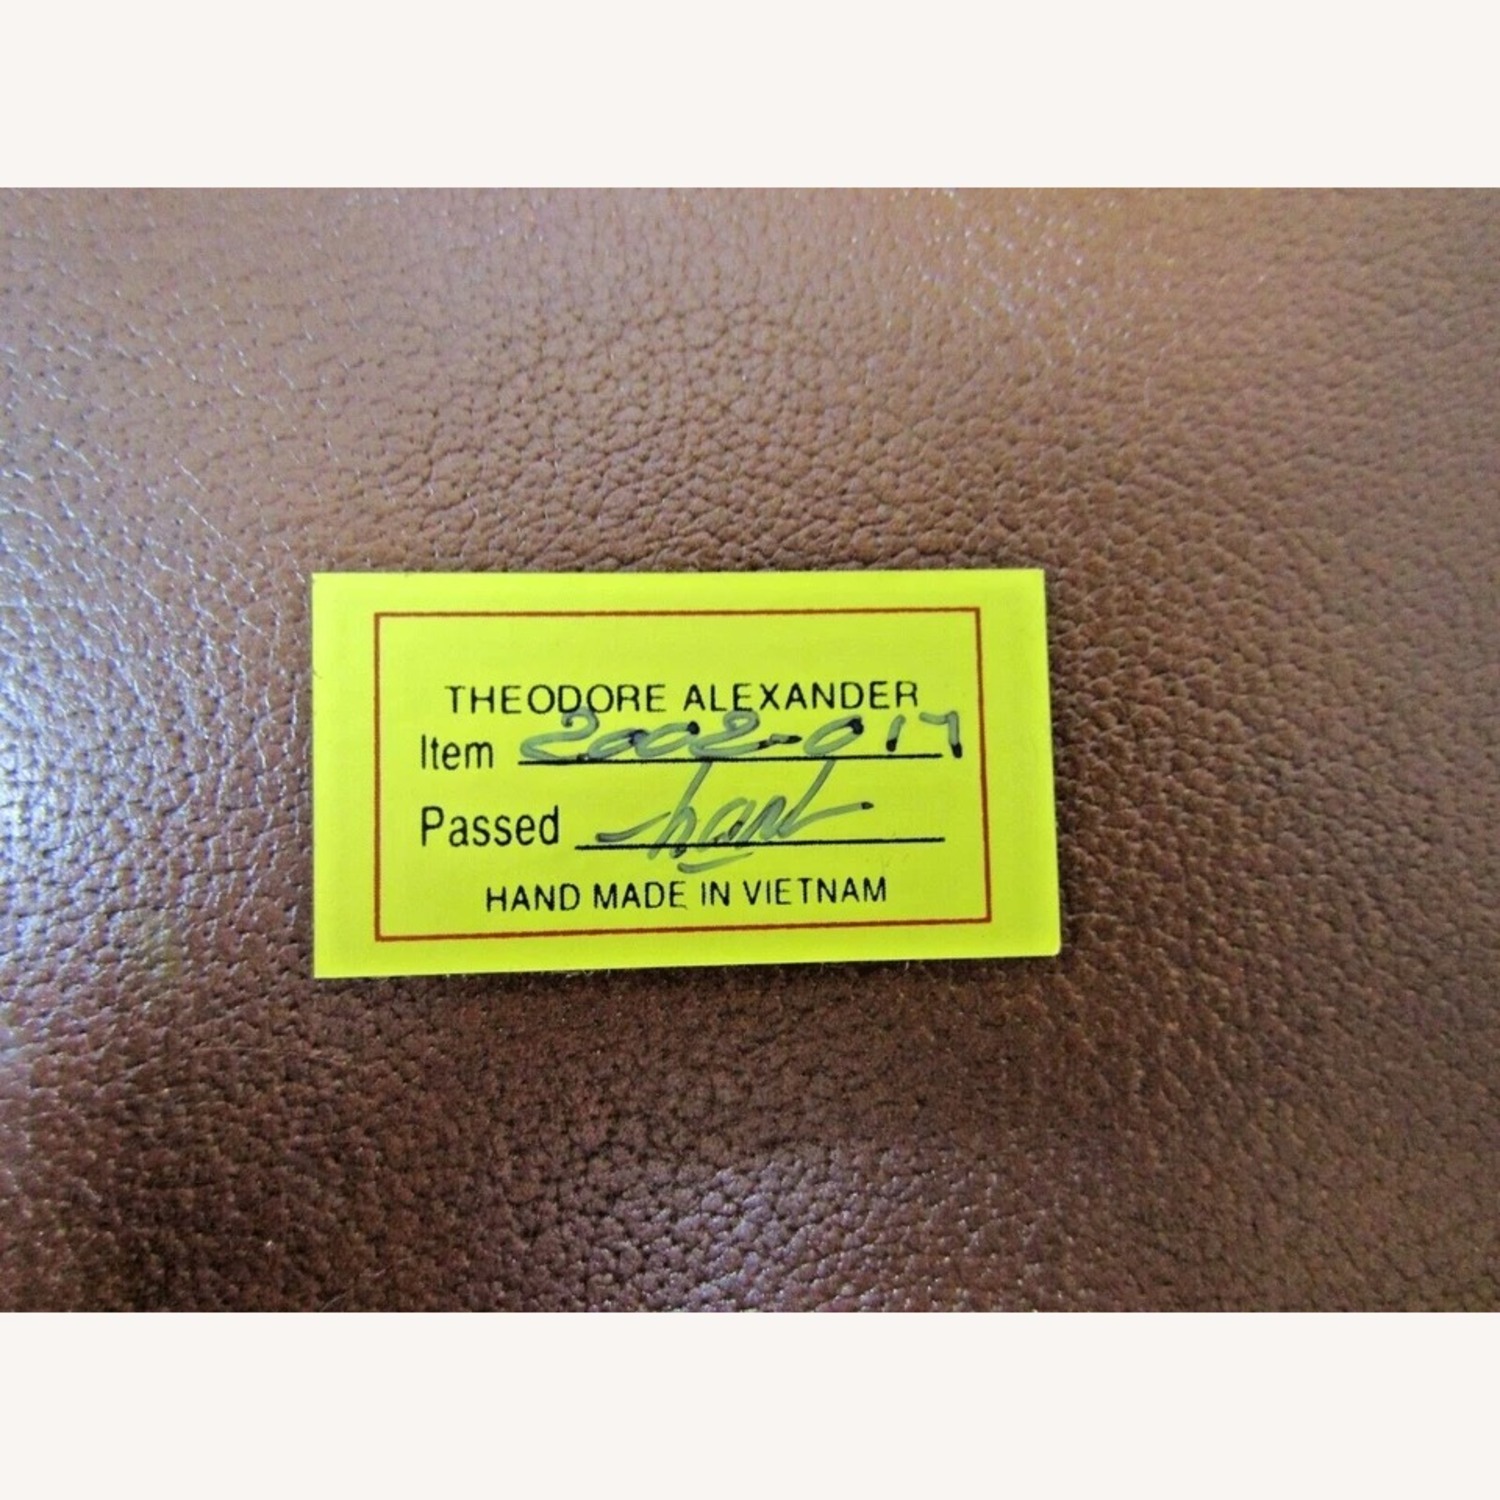 THEODORE ALEXANDER
Item 2002-017
Passed
HAND MADE IN VIETNAM